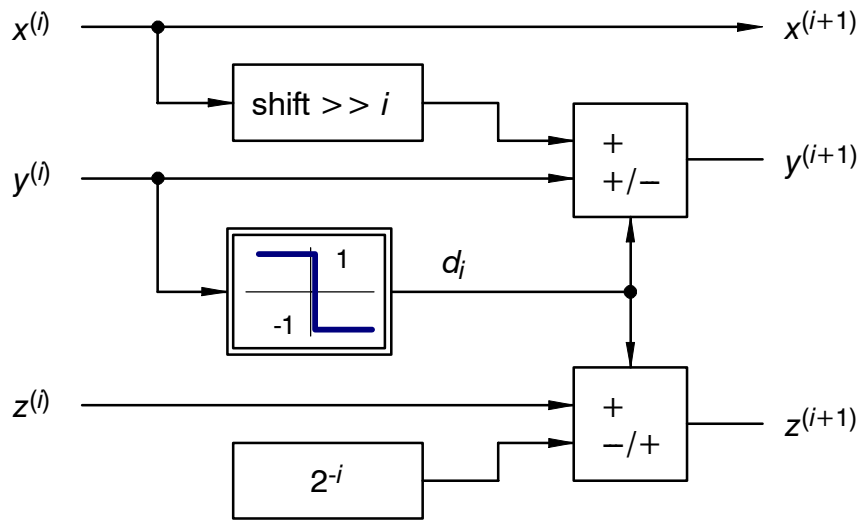 x(i)
x(i+1)
shift >> i
+
+/−
y(i)
y(i+1)
1
-1
di
z(i)
+
−/+
z(i+1)
2-i